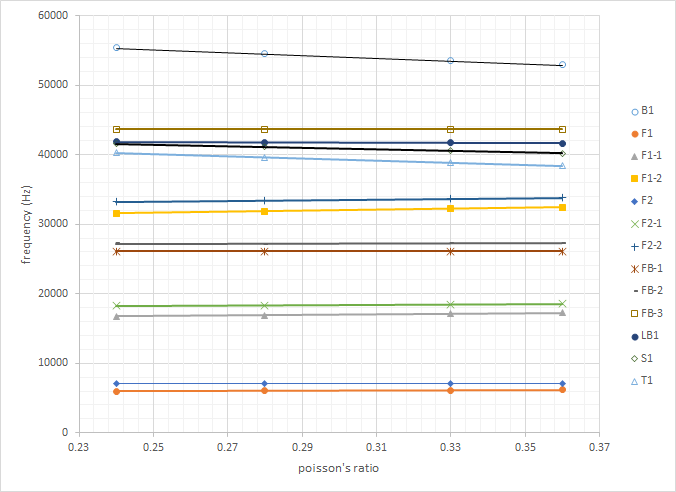 60000
50000
40000
30000
20000
10000
0
frequency (Hz)
0.23 0.25 0.27 0.29 0.31 0.33 0.35 0.37
poisson's ratio
B1
F1
F1-1
F1-2
F2
F2-1
F2-2
FB-1
FB-2
FB-3
LB1
S1
T1